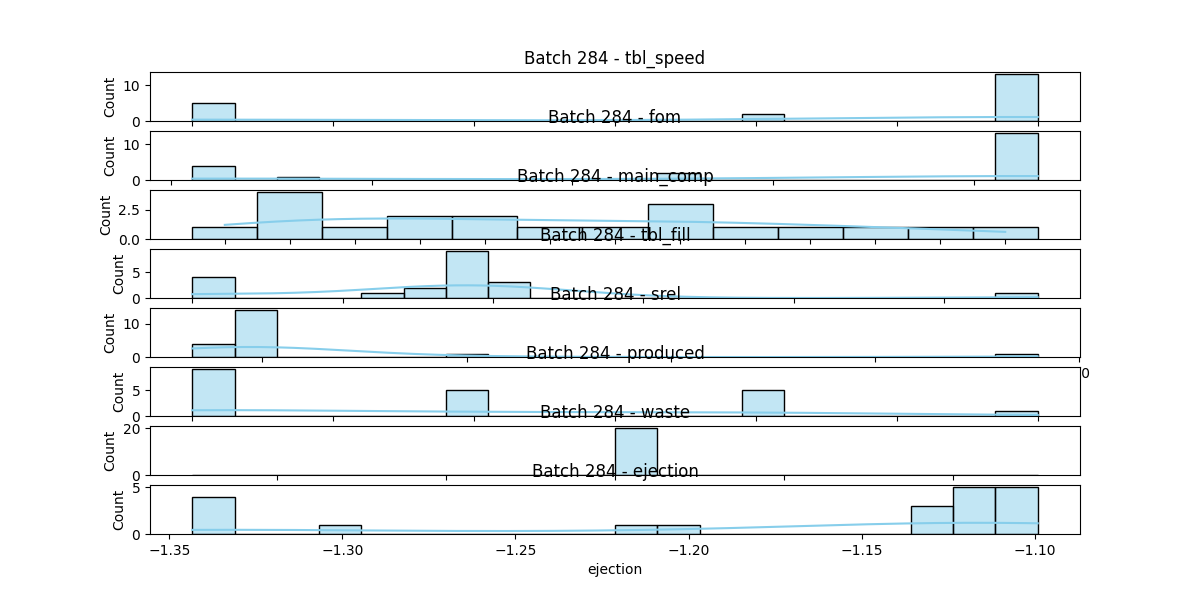 Batch 284 - tbl_speed
Count
10
0
Batch 284 - fom
Count
10
0
Batch 284 - main_comp
Count
2.5
0.0
Batch 284 - tbl_fill
Count
5
0
Batch 284 - srel
Count
10
0
0
Batch 284 - produced
Count
5
0
Batch 284 - waste
Count
20
0
Batch 284 - ejection
Count
5
0
−1.35 −1.30 −1.25 −1.20 −1.15 −1.10
ejection